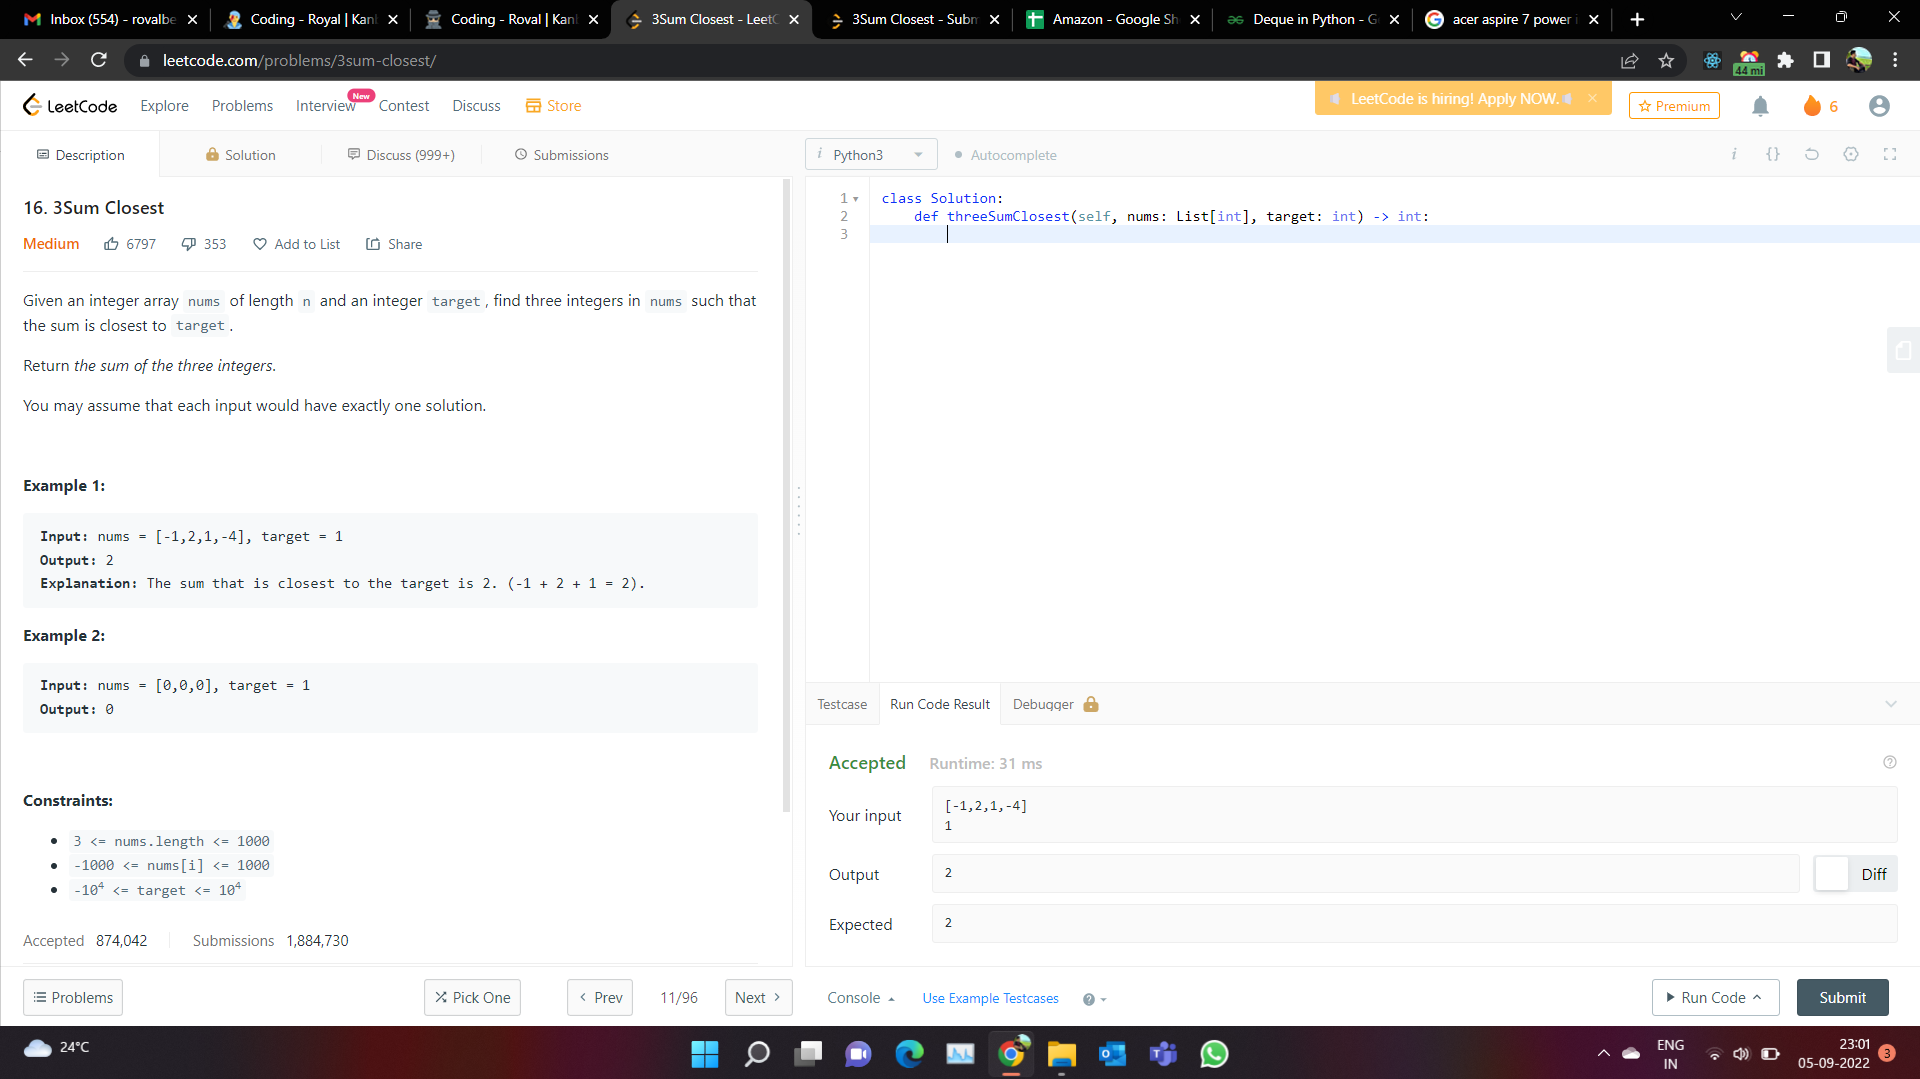 Inbox (554) - rovalbe
Coding - Royal | Kanl
Coding - Roval | Kanl
3Sum Closest - LeetC
3Sum Closest - Subm
Amazon - Google Sh
Deque in Python - G
acer aspire 7 power i
leetcode.com/problems/3sum-closest/
44 mi
LeetCode
Explore
Problems
Interview
New
Contest
Discuss
Store
LeetCode is hiring! Apply NOW.
Premium
6
Description
Solution
Discuss (999+)
Submissions
Python3
Autocomplete
16. 3Sum Closest
Medium
6797
353
Add to List
Share
Given an integer array nums of length n and an integer target, find three integers in nums such that
the sum is closest to target.
Return the sum of the three integers.
You may assume that each input would have exactly one solution.
Example 1:
Input: nums = [-1,2,1,-4], target = 1
Output: 2
Explanation: The sum that is closest to the target is 2. (-1 + 2 + 1 = 2).
Example 2:
Input: nums = [0,0,0], target = 1
Output: 0
Constraints:
3 <= nums.length <= 1000
-1000 <= nums[i] <= 1000
-10⁴ <= target <= 10⁴
Accepted 874,042
Submissions 1,884,730
Problems
Pick One
Prev
11/96
Next
1 class Solution:
2 def threeSumClosest(self, nums: List[int], target: int) -> int:
3
Testcase
Run Code Result
Debugger
Accepted
Runtime: 31 ms
Your input
[-1,2,1,-4]
1
Output
2
Diff
Expected
2
Console
Use Example Testcases
Run Code
Submit
24°C
ENG
IN
23:01
05-09-2022
3